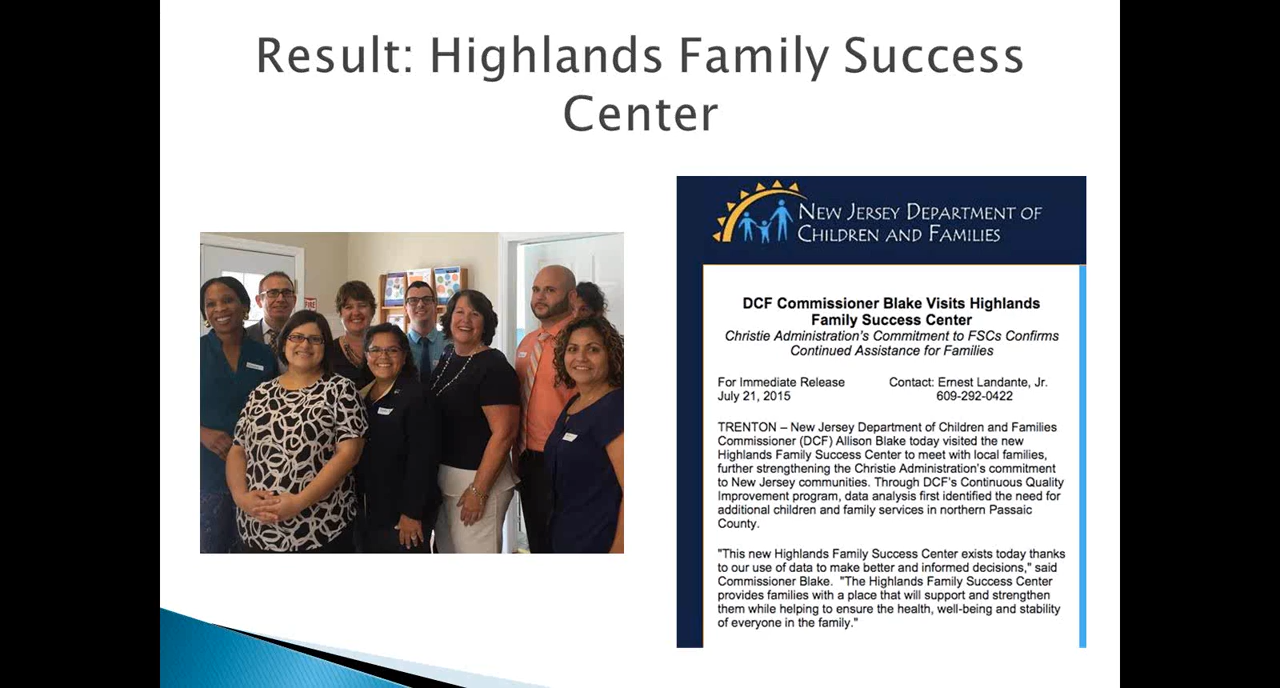 Result: Highlands Family Success
Center
FIRE
NEW JERSEY DEPARTMENT OF
CHILDREN AND FAMILIES
DCF Commissioner Blake Visits Highlands
Family Success Center
Christie Administration's Commitment to FSCs Confirms
Continued Assistance for Families
For Immediate Release Contact: Ernest Landante, Jr.
July 21, 2015 609-292-0422
TRENTON – New Jersey Department of Children and Families
Commissioner (DCF) Allison Blake today visited the new
Highlands Family Success Center to meet with local families,
further strengthening the Christie Administration's commitment
to New Jersey communities. Through DCF's Continuous Quality
Improvement program, data analysis first identified the need for
additional children and family services in northern Passaic
County.
"This new Highlands Family Success Center exists today thanks
to our use of data to make better and informed decisions," said
Commissioner Blake. "The Highlands Family Success Center
provides families with a place that will support and strengthen
them while helping to ensure the health, well-being and stability
of everyone in the family."